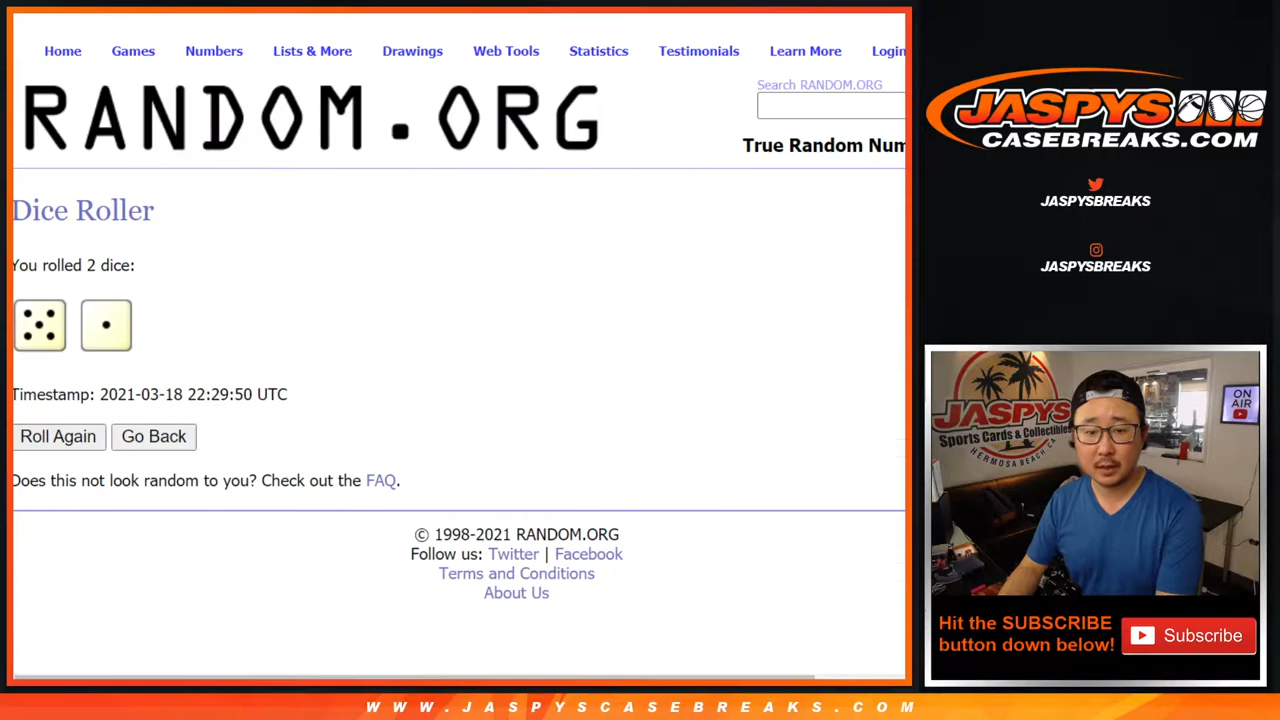 Home Games Numbers Lists & More Drawings Web Tools Statistics Testimonials Learn More Login
RANDOM.ORG
Search RANDOM.ORG
True Random Num
Dice Roller
You rolled 2 dice:
Timestamp: 2021-03-18 22:29:50 UTC
Roll Again Go Back
Does this not look random to you? Check out the FAQ.
© 1998-2021 RANDOM.ORG
Follow us: Twitter | Facebook
Terms and Conditions
About Us
JASPYS
CASEBREAKS.COM
JASPYSBREAKS
JASPYSBREAKS
JASPYS
Sports Cards & Collectibles
HERMOSA BEACH CA
ON
AIR
Hit the SUBSCRIBE
button down below!
Subscribe
WWW.JASPYSCASEBREAKS.COM